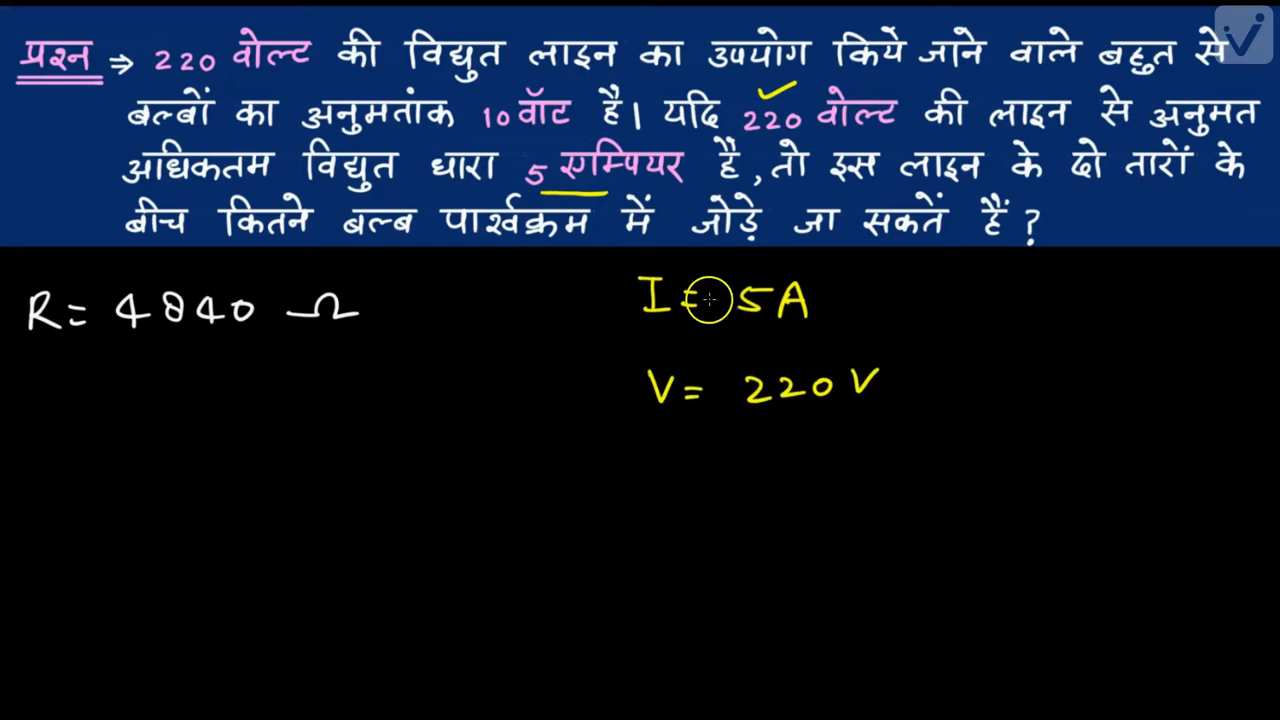 प्रश्न ⇒ 220 वोल्ट की विद्युत लाइन का उपयोग किये जाने वाले बहुत से
बल्बों का अनुमतांक 10 वॉट है। यदि 220 वोल्ट की लाइन से अनुमत
अधिकतम विद्युत धारा 5 एम्पियर है, तो इस लाइन के दो तारों के
बीच कितने बल्ब पार्श्वक्रम में जोड़े जा सकतें हैं ?
R = 4840 Ω
I = 5A
V = 220 V